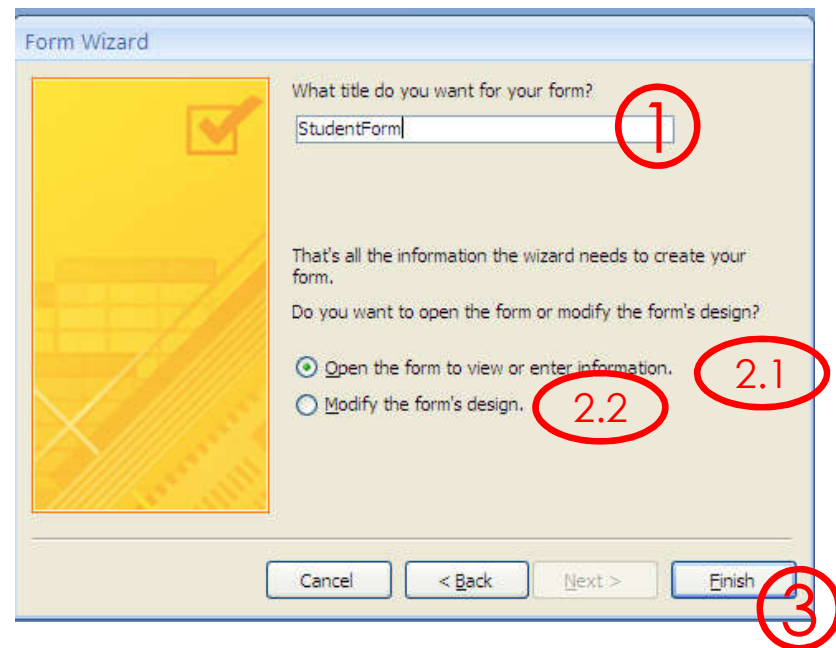 Form Wizard
What title do you want for your form?
StudentForm
1
That's all the information the wizard needs to create your
form.
Do you want to open the form or modify the form's design?
Open the form to view or enter information.
2.1
Modify the form's design.
2.2
Cancel < Back Next > Finish
3